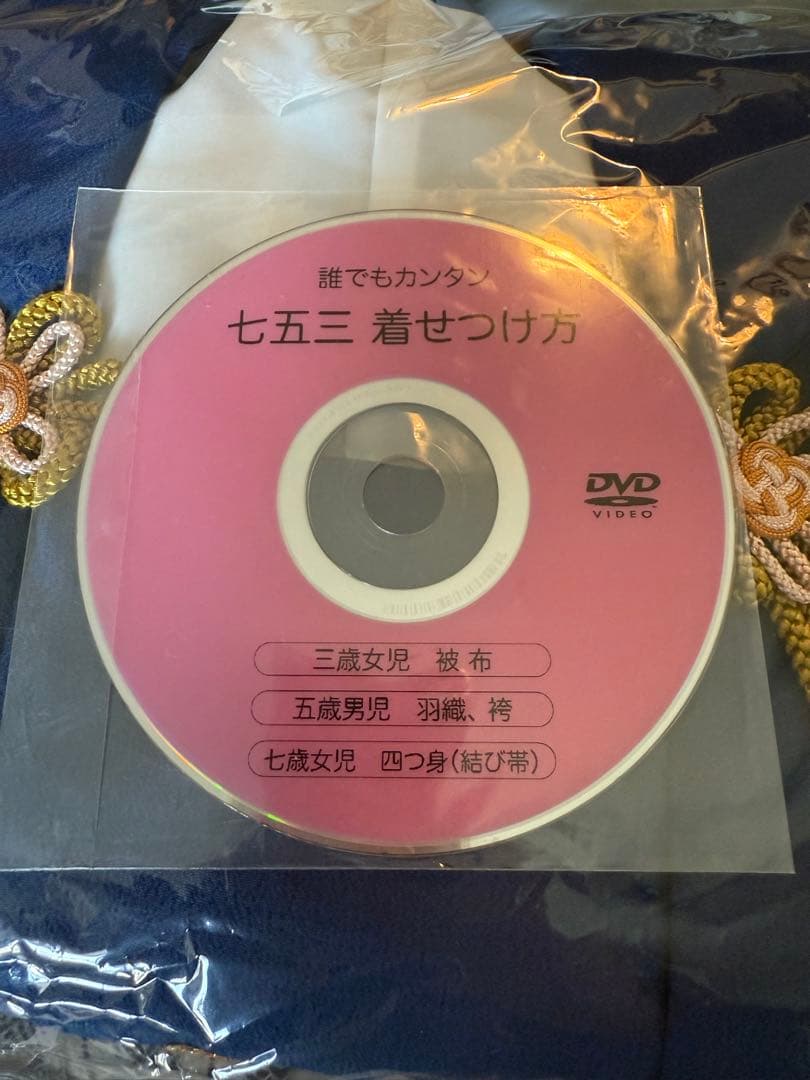 誰でもカンタン
七五三 着せつけ方
DVD
VIDEO
三歳女児 被布
五歳男児 羽織、袴
七歳女児 四つ身(結び帯)